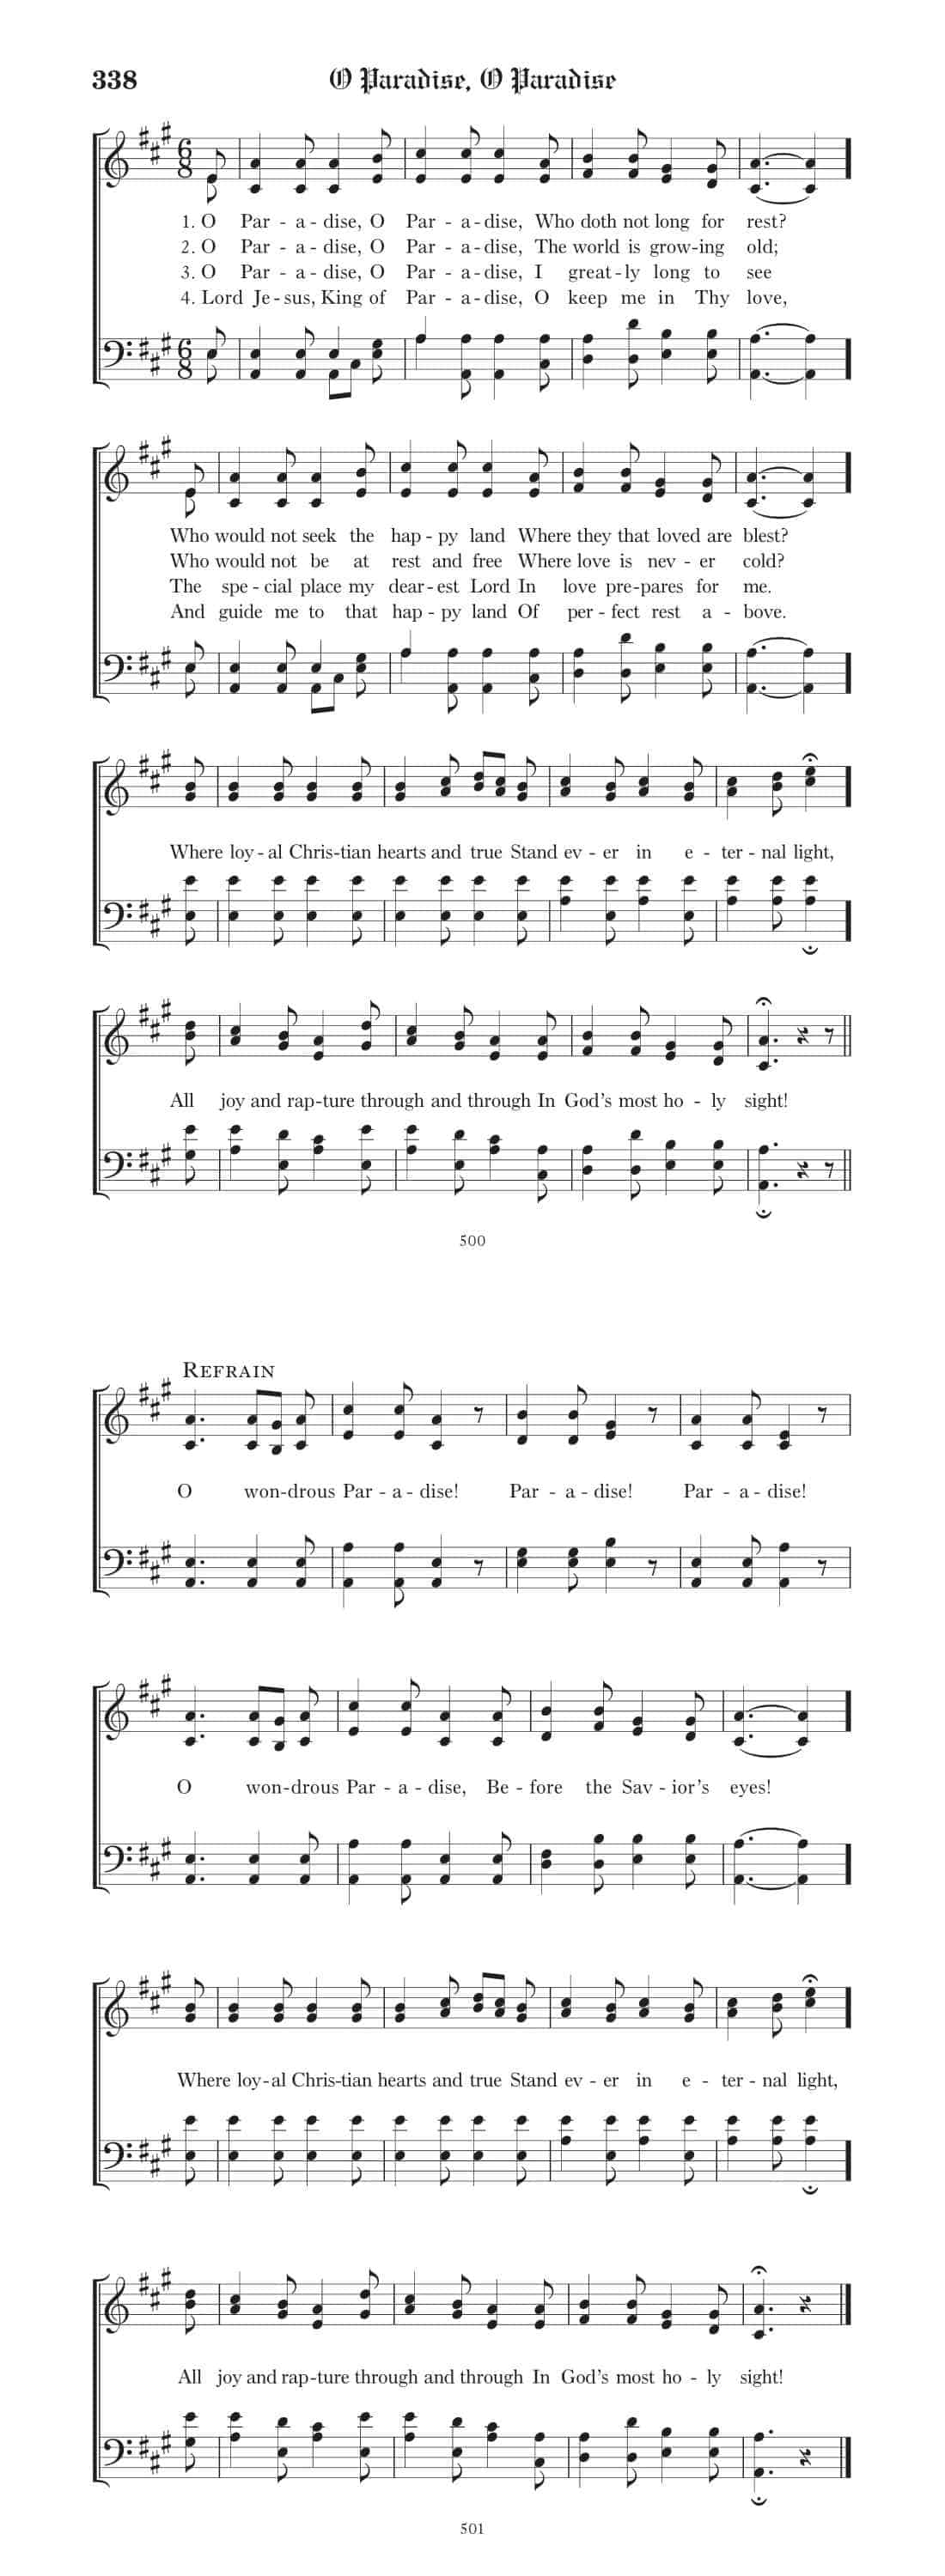 338 O Paradise, O Paradise
1. O Par - a - dise, O Par - a - dise, Who doth not long for rest?
2. O Par - a - dise, O Par - a - dise, The world is grow - ing old;
3. O Par - a - dise, O Par - a - dise, I great - ly long to see
4. Lord Je - sus, King of Par - a - dise, O keep me in Thy love,
Who would not seek the hap - py land Where they that loved are blest?
Who would not be at rest and free Where love is nev - er cold?
The spe - cial place my dear - est Lord In love pre - pares for me.
And guide me to that hap - py land Of per - fect rest a - bove.
Where loy - al Chris - tian hearts and true Stand ev - er in e - ter - nal light,
All joy and rap - ture through and through In God’s most ho - ly sight!
500
REFRAIN
O won - drous Par - a - dise! Par - a - dise! Par - a - dise!
O won - drous Par - a - dise, Be - fore the Sav - ior’s eyes!
Where loy - al Chris - tian hearts and true Stand ev - er in e - ter - nal light,
All joy and rap - ture through and through In God’s most ho - ly sight!
501